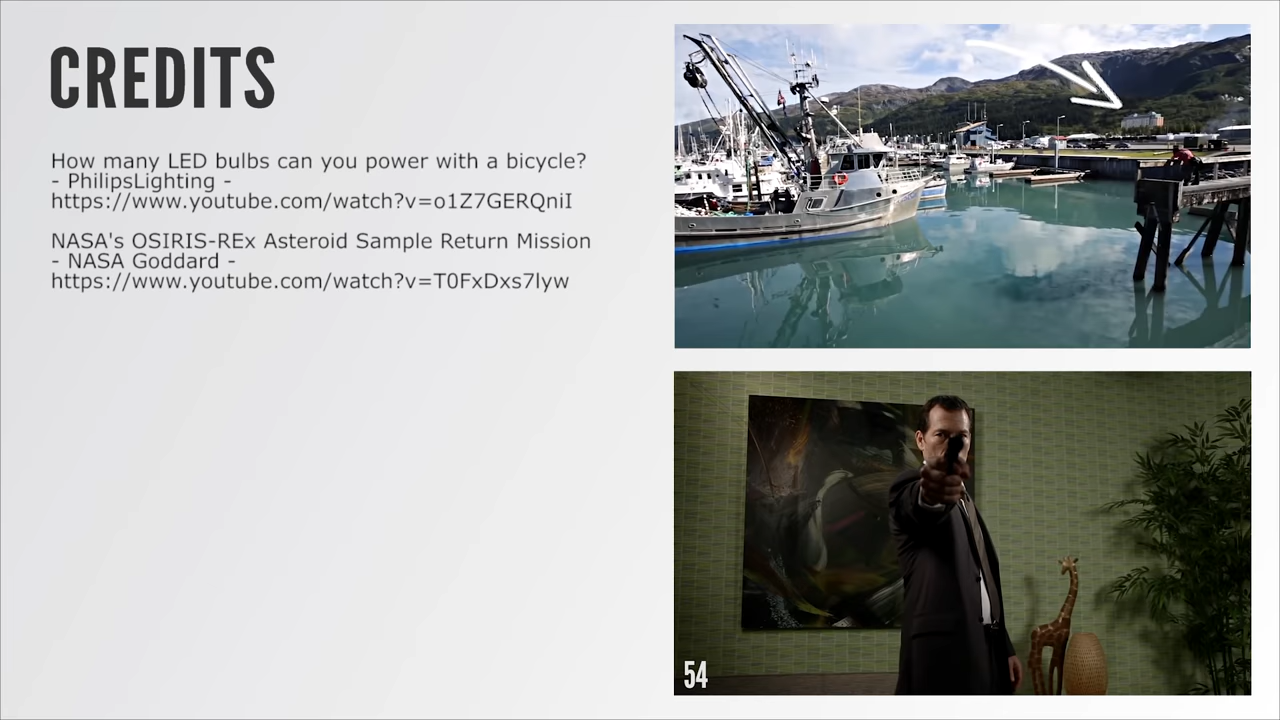 CREDITS
How many LED bulbs can you power with a bicycle?
- PhilipsLighting -
https://www.youtube.com/watch?v=o1Z7GERQniI
NASA's OSIRIS-REx Asteroid Sample Return Mission
- NASA Goddard -
https://www.youtube.com/watch?v=T0FxDxs7lyw
54